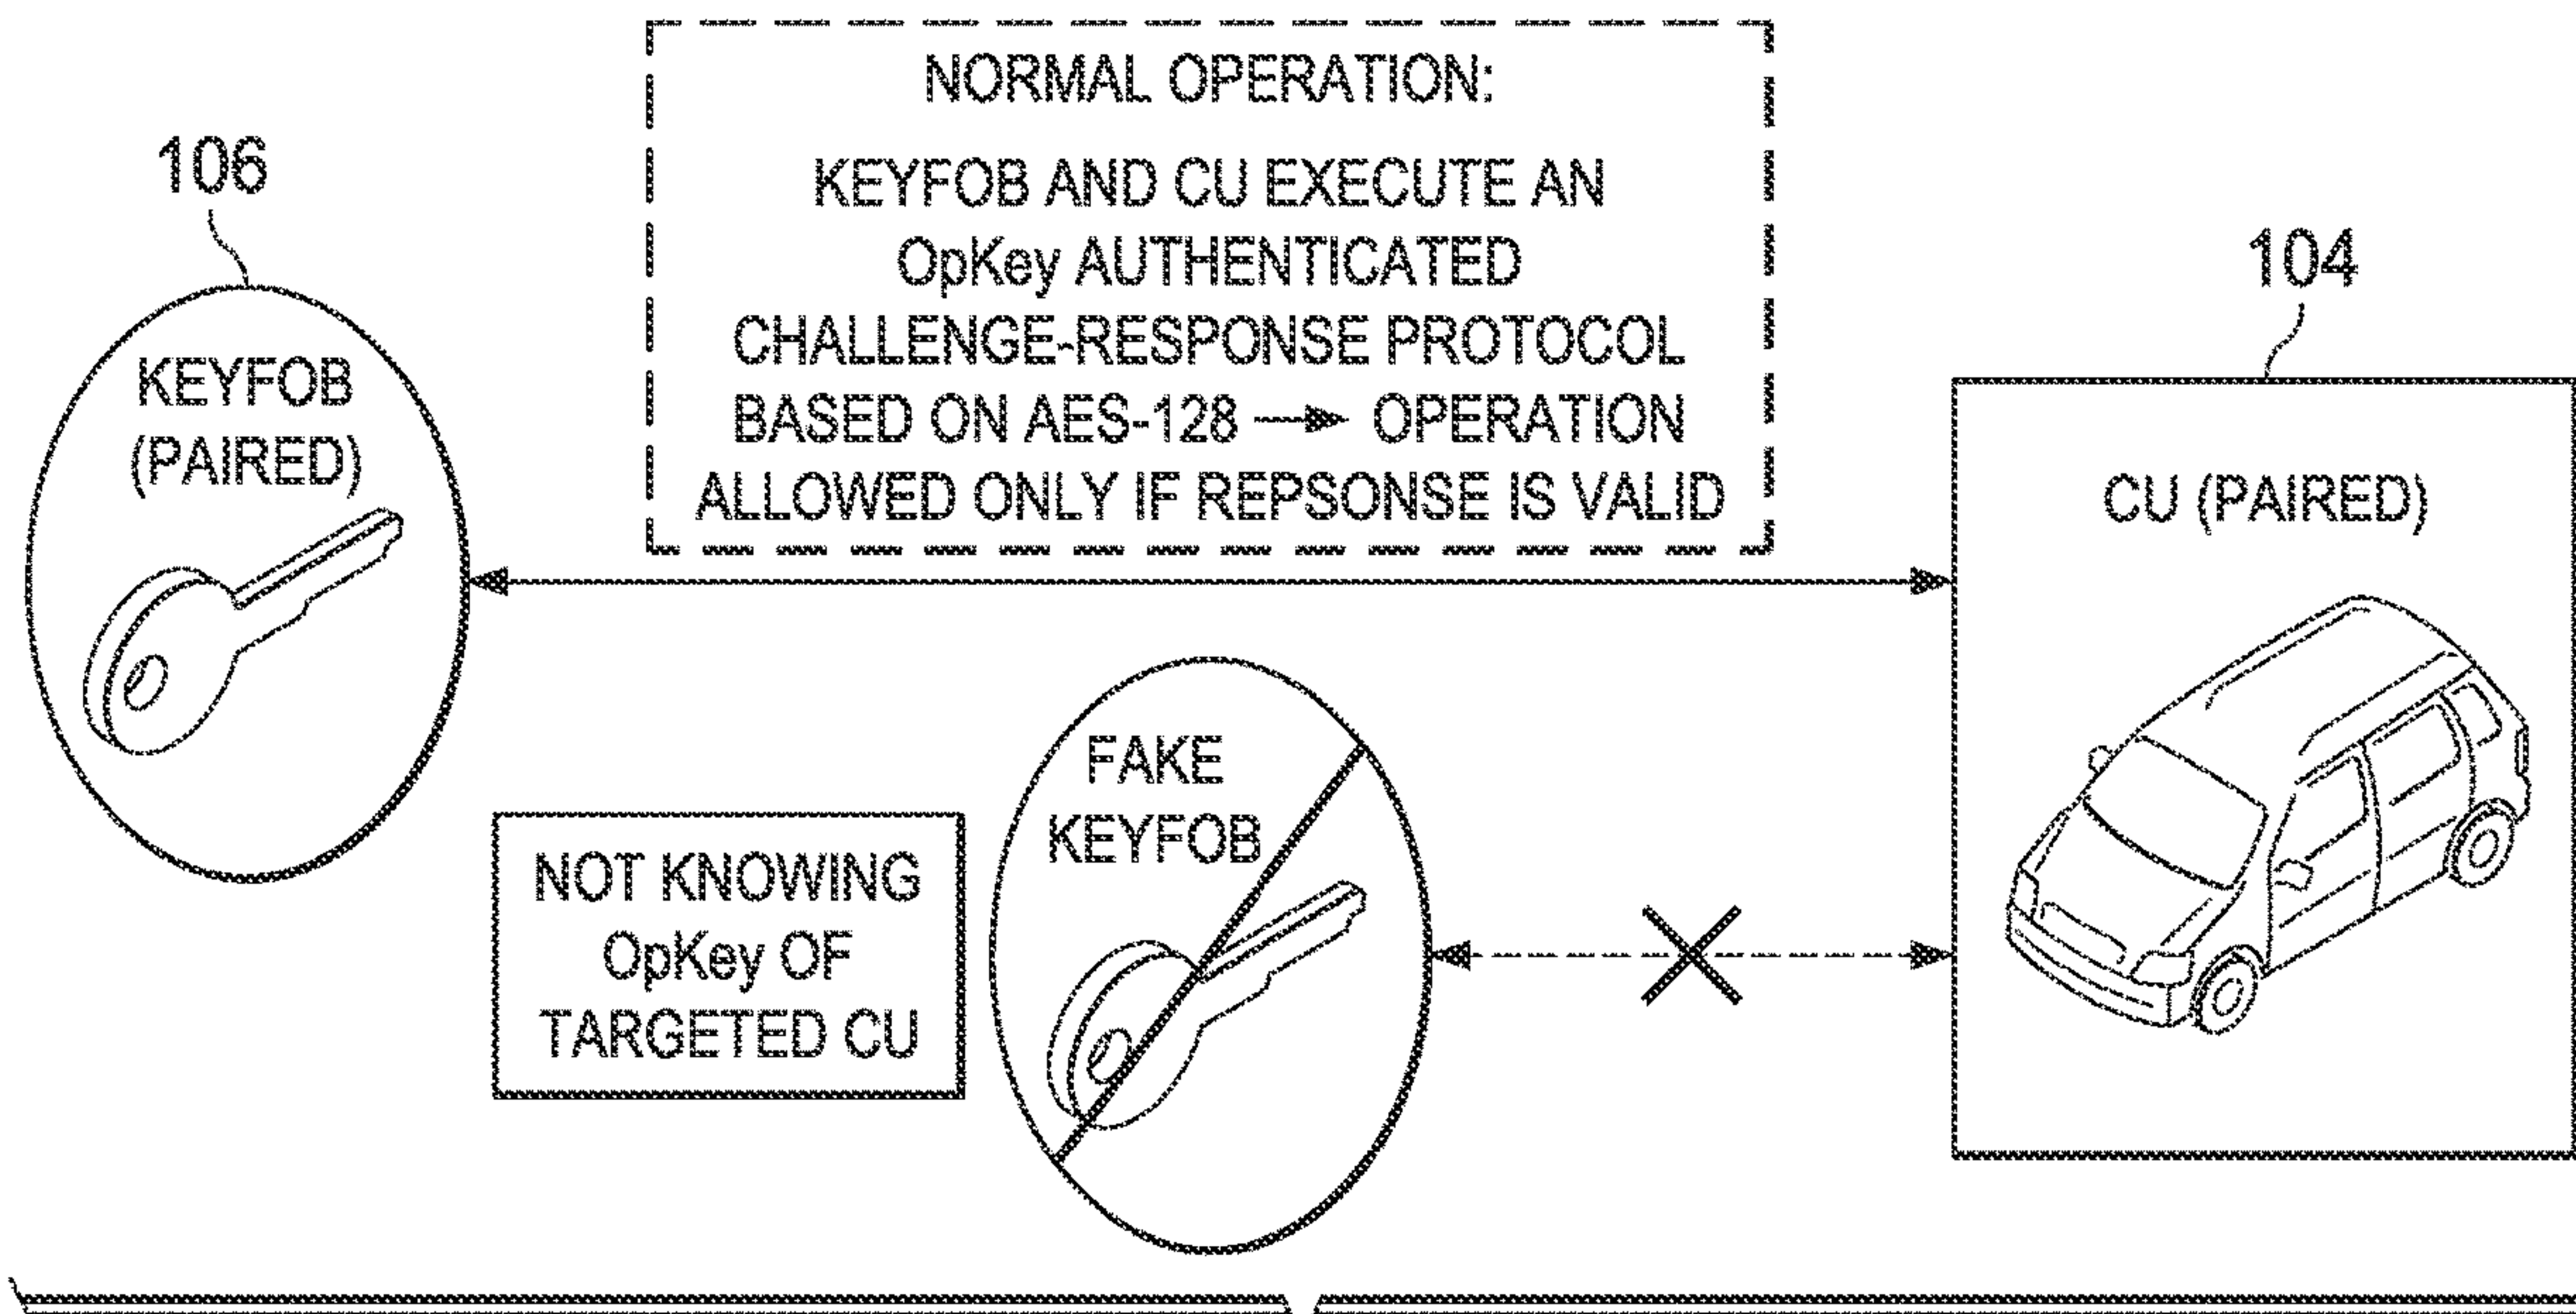 NORMAL OPERATION:
KEYFOB AND CU EXECUTE AN
OpKey AUTHENTICATED
CHALLENGE-RESPONSE PROTOCOL
BASED ON AES-128 → OPERATION
ALLOWED ONLY IF REPSONSE IS VALID
106
KEYFOB
(PAIRED)
104
CU (PAIRED)
FAKE
KEYFOB
NOT KNOWING
OpKey OF
TARGETED CU